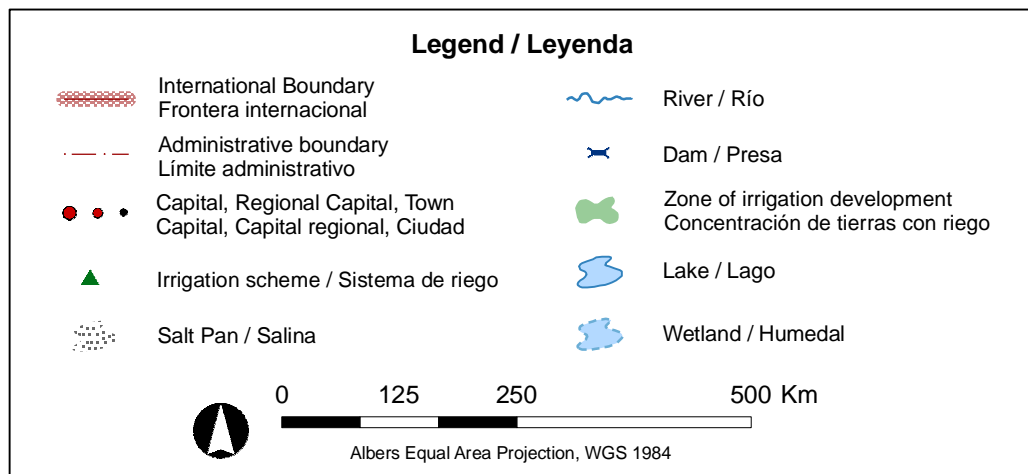 Legend / Leyenda
International Boundary
Frontera internacional
Administrative boundary
Límite administrativo
Capital, Regional Capital, Town
Capital, Capital regional, Ciudad
Irrigation scheme / Sistema de riego
Salt Pan / Salina
River / Río
Dam / Presa
Zone of irrigation development
Concentración de tierras con riego
Lake / Lago
Wetland / Humedal
0 125 250 500 Km
Albers Equal Area Projection, WGS 1984